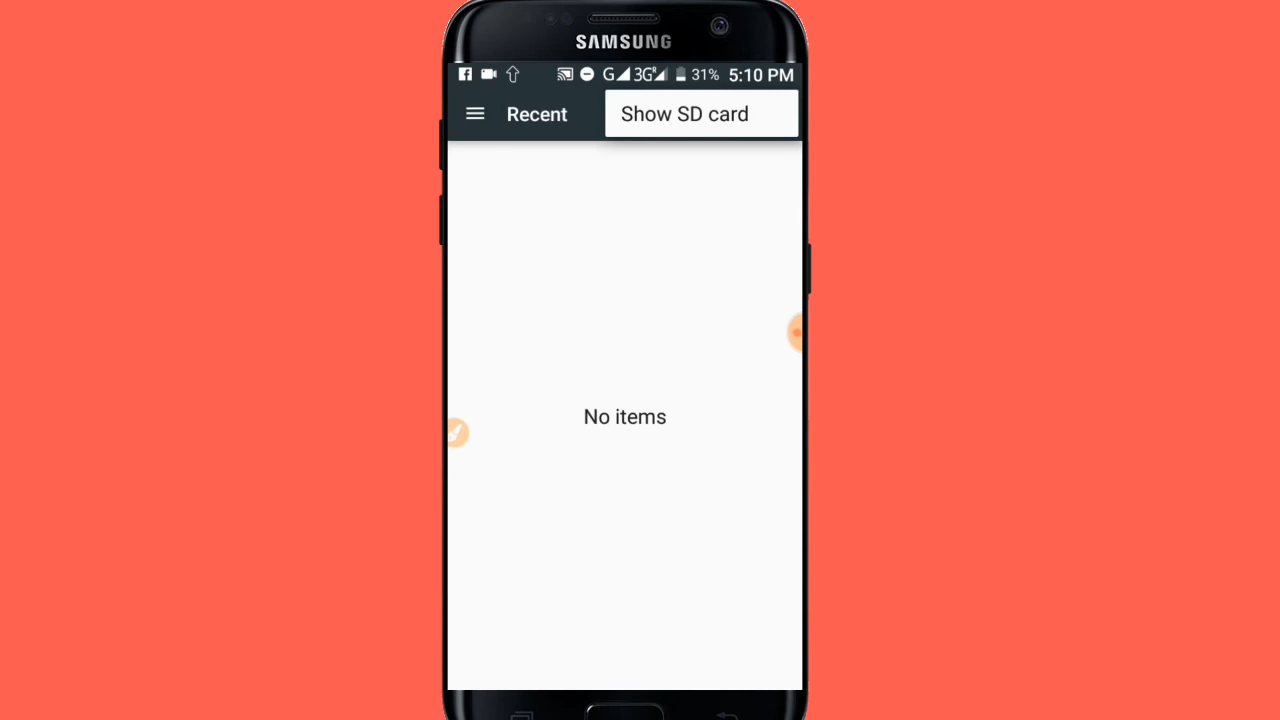 SAMSUNG
G 3G R 31% 5:10 PM
Recent
Show SD card
No items